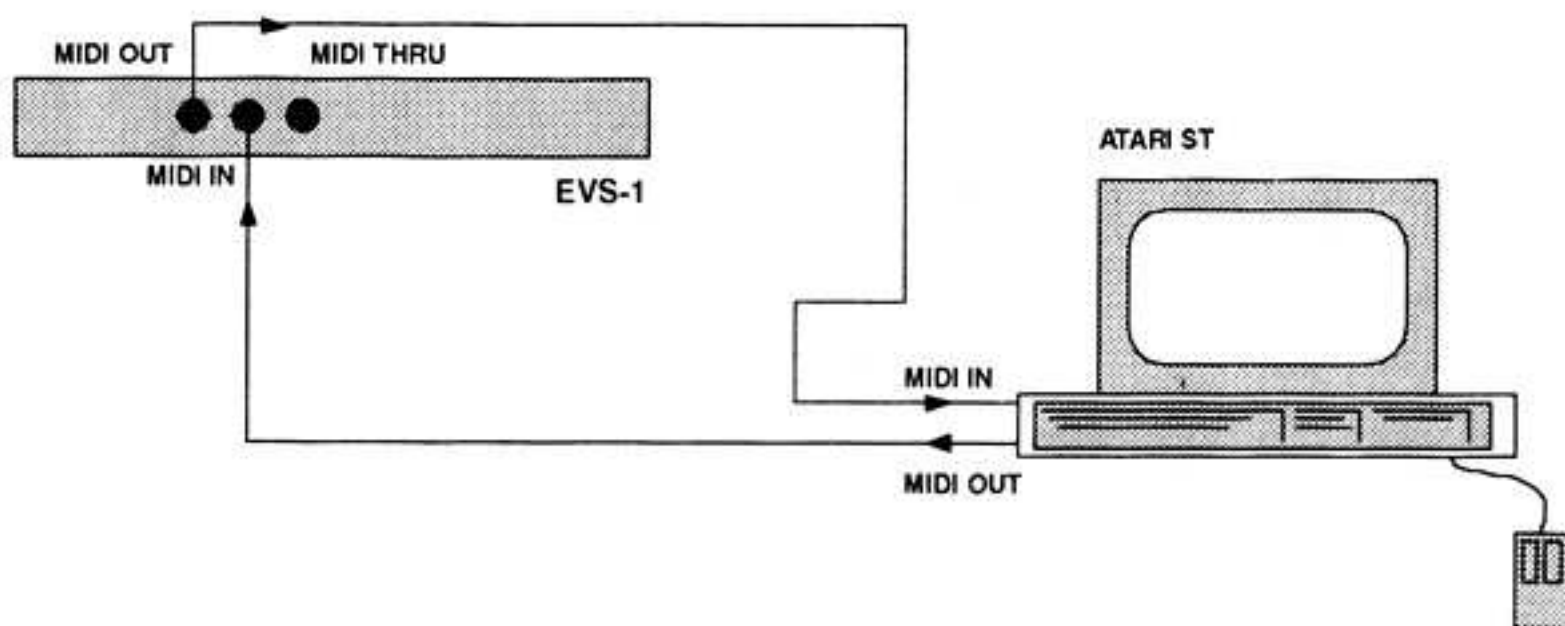 MIDI OUT
MIDI THRU
MIDI IN
EVS-1
ATARI ST
MIDI IN
MIDI OUT